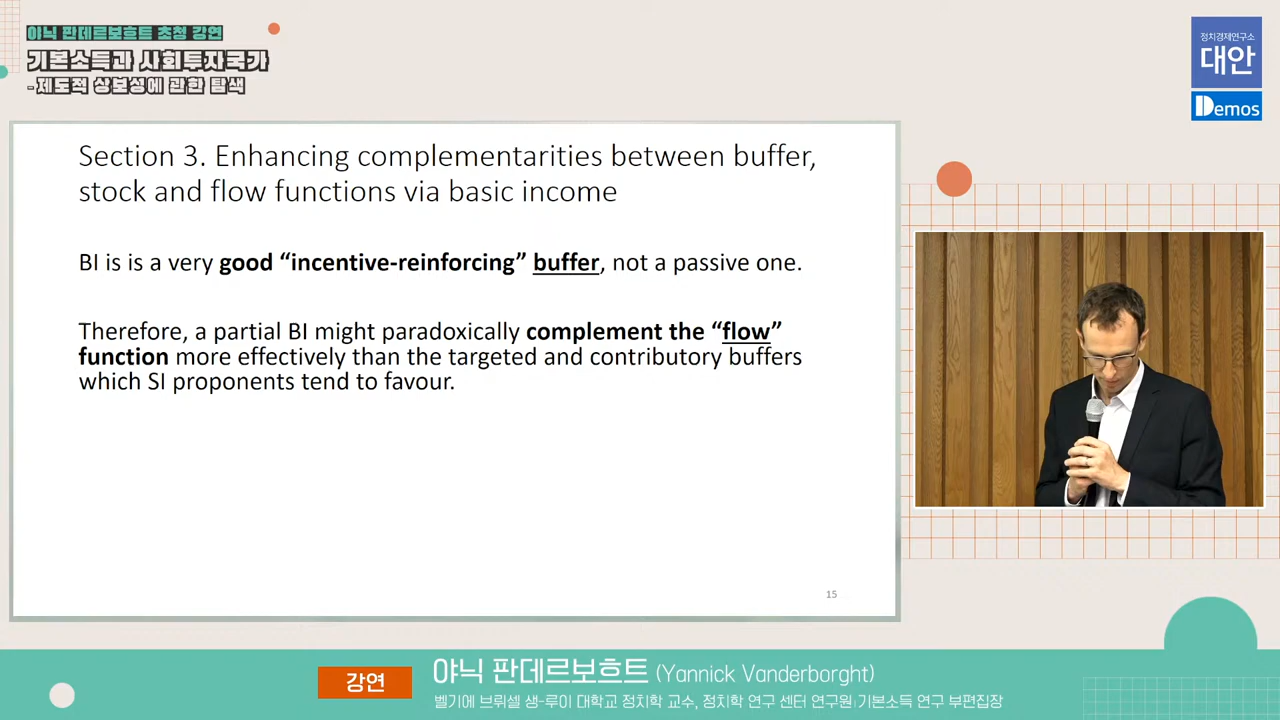 야닉 판데르보흐트 초청 강연
기본소득과 사회투자국가
- 제도적 상보성에 관한 탐색
정치경제연구소
대안
Demos
Section 3. Enhancing complementarities between buffer,
stock and flow functions via basic income
BI is is a very good “incentive-reinforcing” buffer, not a passive one.
Therefore, a partial BI might paradoxically complement the “flow”
function more effectively than the targeted and contributory buffers
which SI proponents tend to favour.
15
강연
야닉 판데르보흐트 (Yannick Vanderborght)
벨기에 브뤼셀 생-루이 대학교 정치학 교수, 정치학 연구 센터 연구원, 기본소득 연구 부편집장